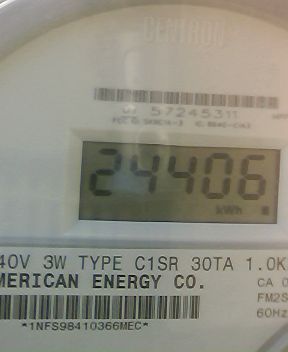 CENTRON
57245311
24406
kWh
40V 3W TYPE C1SR 30TA 1.0K
MERICAN ENERGY CO.
CA 0
FM2S
60Hz
*1NFS98410366MEC*